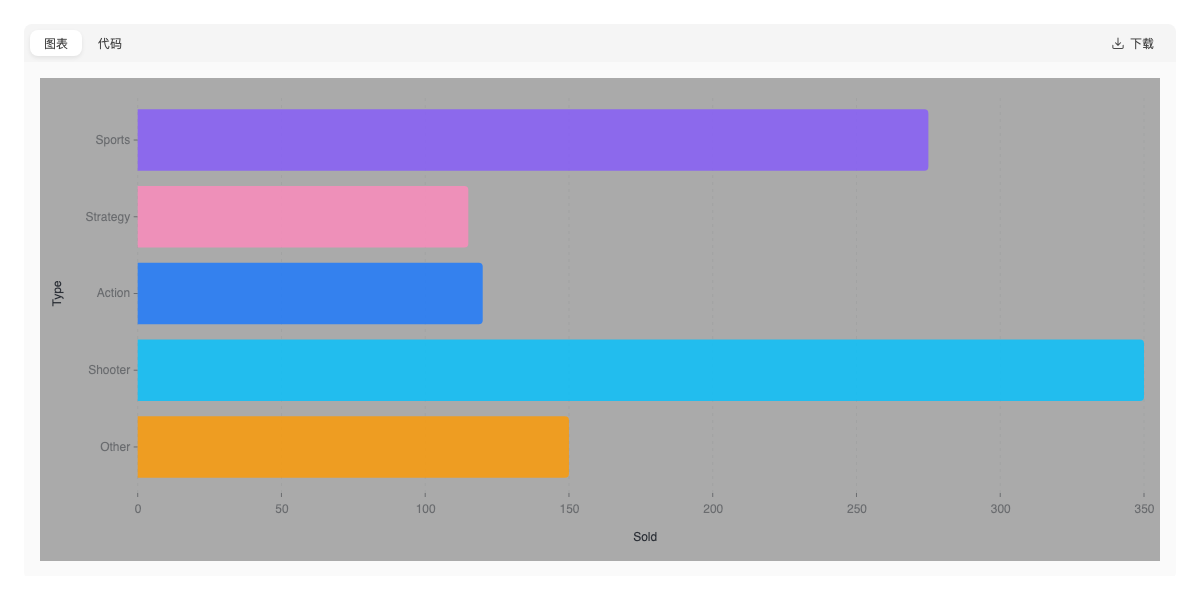 图表
代码
下载
Type
Sports
Strategy
Action
Shooter
Other
0 50 100 150 200 250 300 350
Sold